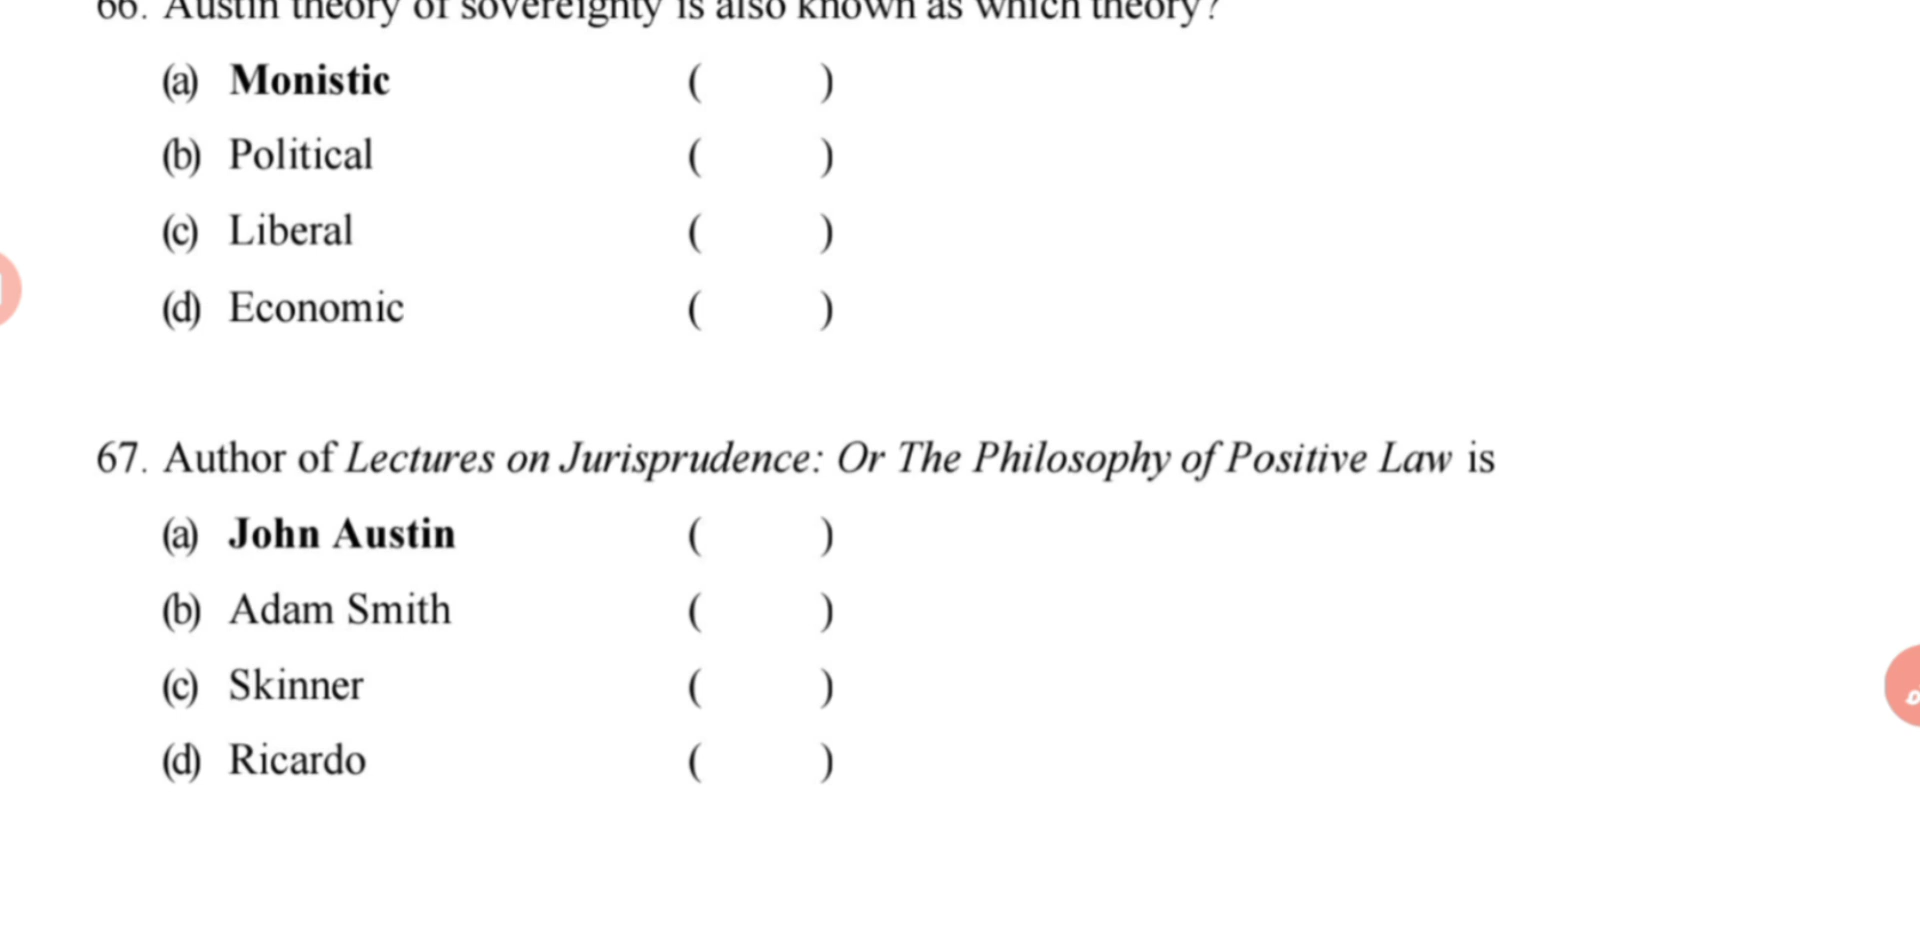 66. Austin theory of sovereignty is also known as which theory?
(a) Monistic ( )
(b) Political ( )
(c) Liberal ( )
(d) Economic ( )
67. Author of Lectures on Jurisprudence: Or The Philosophy of Positive Law is
(a) John Austin ( )
(b) Adam Smith ( )
(c) Skinner ( )
(d) Ricardo ( )